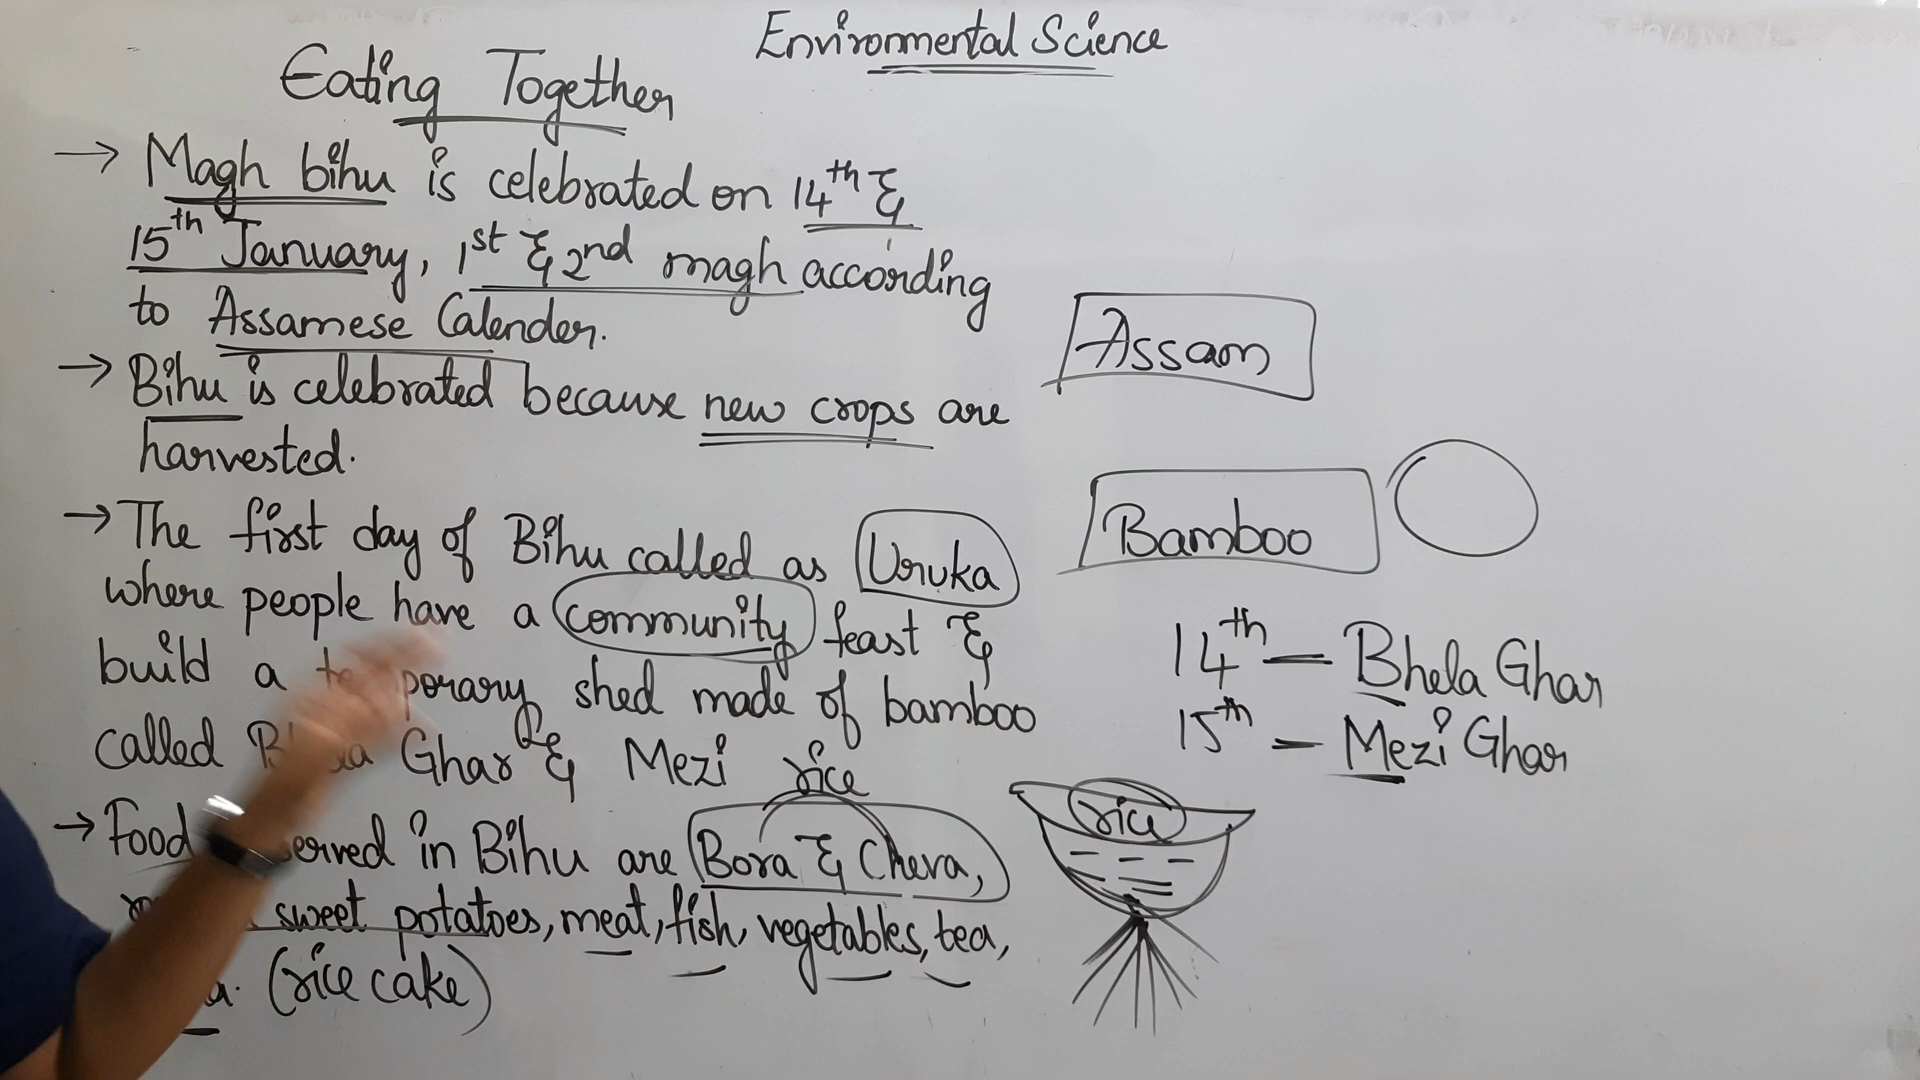 Environmental Science
Eating Together
→ Magh bihu is celebrated on 14th &
15th January, 1st & 2nd magh according
to Assamese Calender.
→ Bihu is celebrated because new crops are
harvested.
→ The first day of Bihu called as Uruka
where people have a community feast &
build a porary shed made of bamboo
called Ghar & Mezi
rice
→ Food served in Bihu are Bora & Cheva,
sweet potatoes, meat, fish, vegetables, tea,
(rice cake)
Assam
Bamboo
14th — Bhela Ghar
15th — Mezi Ghar
rice